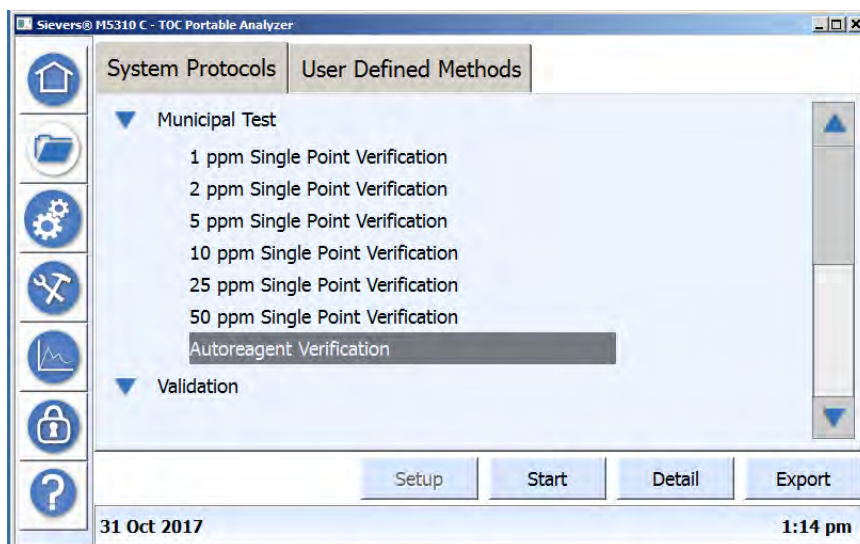 Sievers® M5310 C - TOC Portable Analyzer
System Protocols User Defined Methods
Municipal Test
1 ppm Single Point Verification
2 ppm Single Point Verification
5 ppm Single Point Verification
10 ppm Single Point Verification
25 ppm Single Point Verification
50 ppm Single Point Verification
Autoreagent Verification
Validation
Setup Start Detail Export
31 Oct 2017 1:14 pm